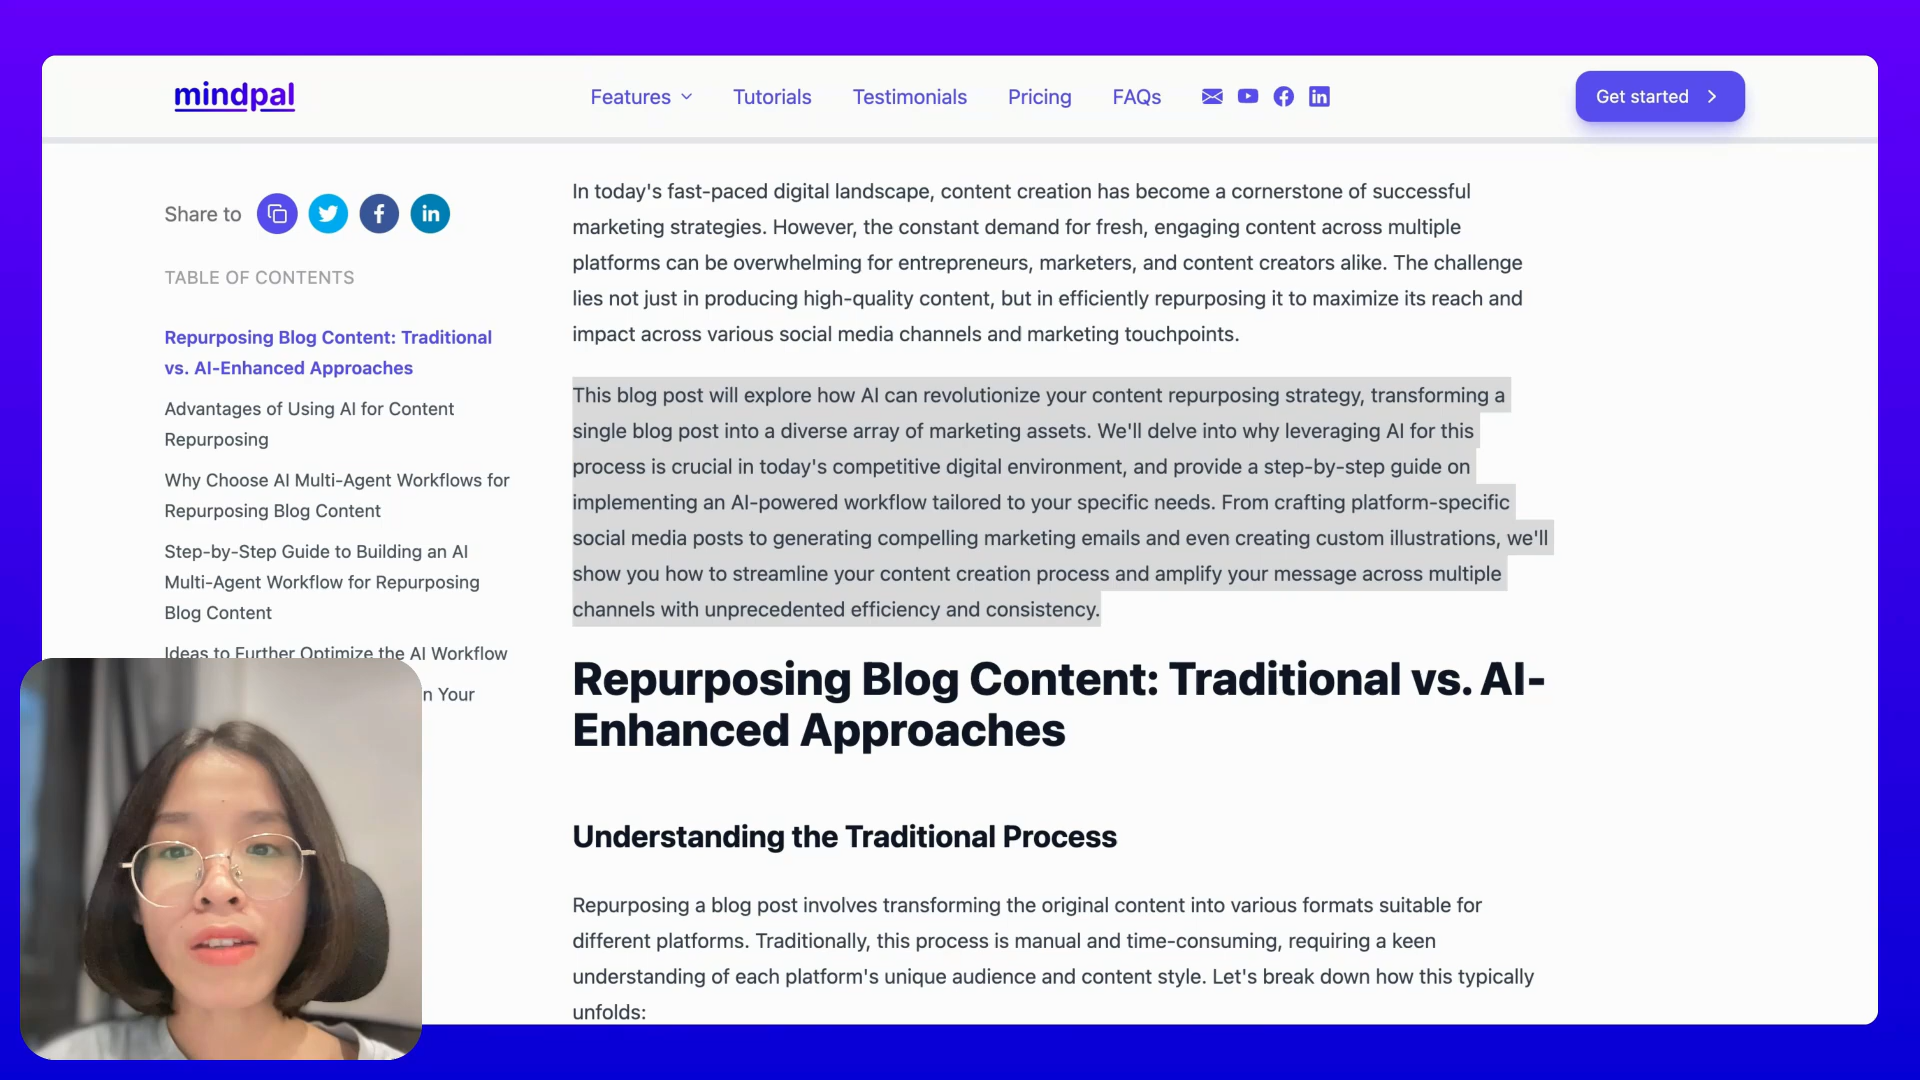 mindpal
Features
Tutorials
Testimonials
Pricing
FAQs
Get started
Share to
TABLE OF CONTENTS
Repurposing Blog Content: Traditional
vs. AI-Enhanced Approaches
Advantages of Using AI for Content
Repurposing
Why Choose AI Multi-Agent Workflows for
Repurposing Blog Content
Step-by-Step Guide to Building an AI
Multi-Agent Workflow for Repurposing
Blog Content
Ideas to Further Optimize the AI Workflow
n Your
In today's fast-paced digital landscape, content creation has become a cornerstone of successful
marketing strategies. However, the constant demand for fresh, engaging content across multiple
platforms can be overwhelming for entrepreneurs, marketers, and content creators alike. The challenge
lies not just in producing high-quality content, but in efficiently repurposing it to maximize its reach and
impact across various social media channels and marketing touchpoints.
This blog post will explore how AI can revolutionize your content repurposing strategy, transforming a
single blog post into a diverse array of marketing assets. We'll delve into why leveraging AI for this
process is crucial in today's competitive digital environment, and provide a step-by-step guide on
implementing an AI-powered workflow tailored to your specific needs. From crafting platform-specific
social media posts to generating compelling marketing emails and even creating custom illustrations, we'll
show you how to streamline your content creation process and amplify your message across multiple
channels with unprecedented efficiency and consistency.
Repurposing Blog Content: Traditional vs. AI-
Enhanced Approaches
Understanding the Traditional Process
Repurposing a blog post involves transforming the original content into various formats suitable for
different platforms. Traditionally, this process is manual and time-consuming, requiring a keen
understanding of each platform's unique audience and content style. Let's break down how this typically
unfolds: